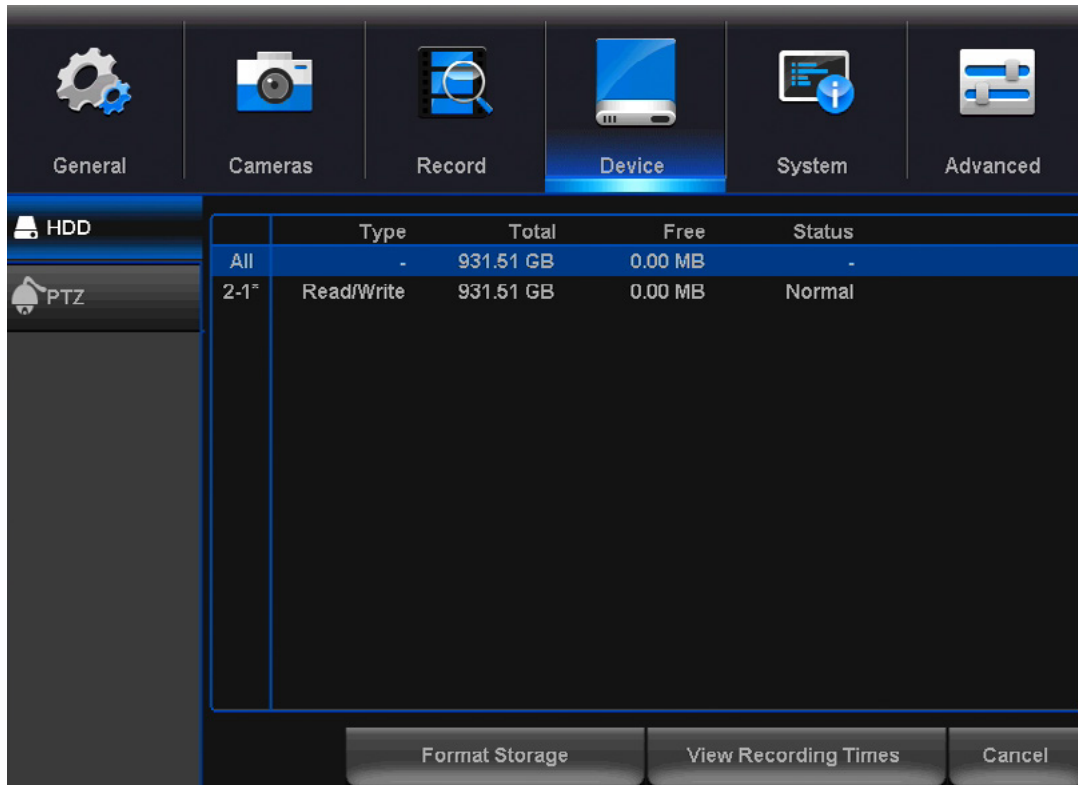 General Cameras Record Device System Advanced
HDD
PTZ
Type Total Free Status
All - 931.51 GB 0.00 MB -
2-1* Read/Write 931.51 GB 0.00 MB Normal
Format Storage View Recording Times Cancel